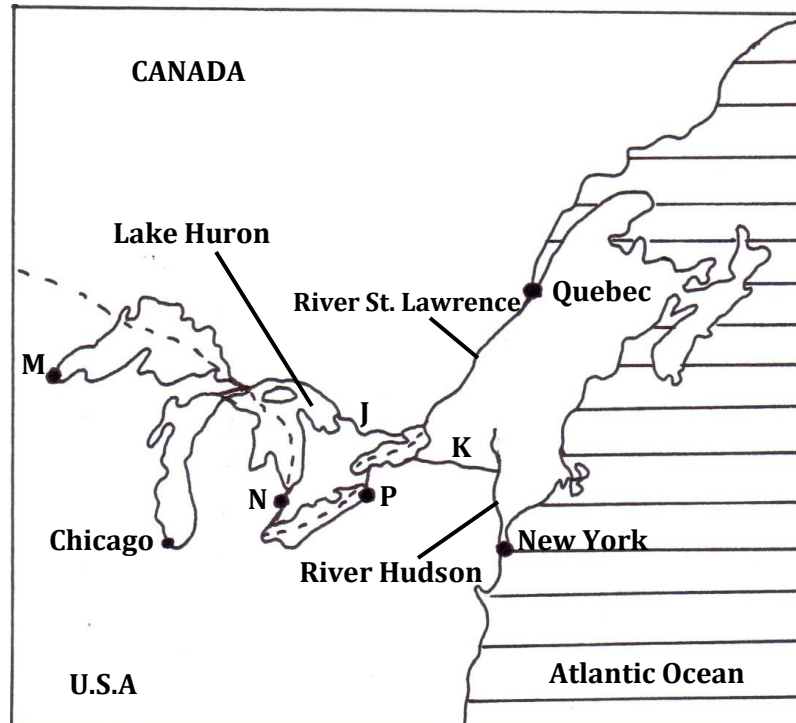 CANADA
Lake Huron
River St. Lawrence
Quebec
M
J
K
N
P
Chicago
New York
River Hudson
Atlantic Ocean
U.S.A